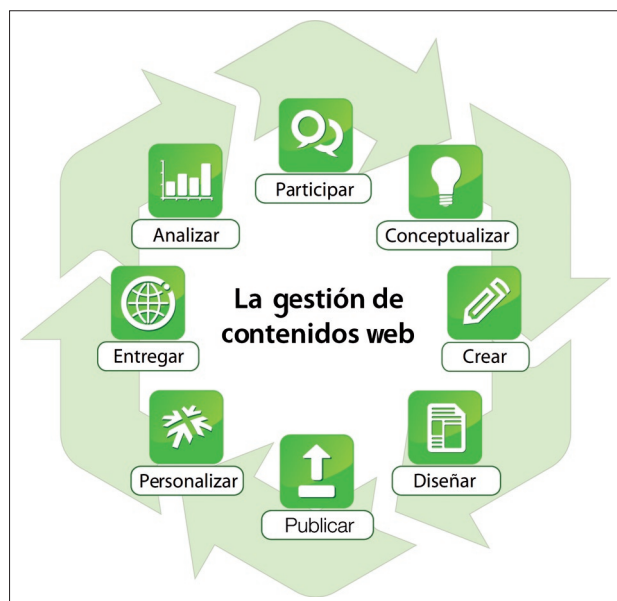 Participar
Conceptualizar
Crear
Diseñar
Publicar
Personalizar
Entregar
Analizar
La gestión de
contenidos web